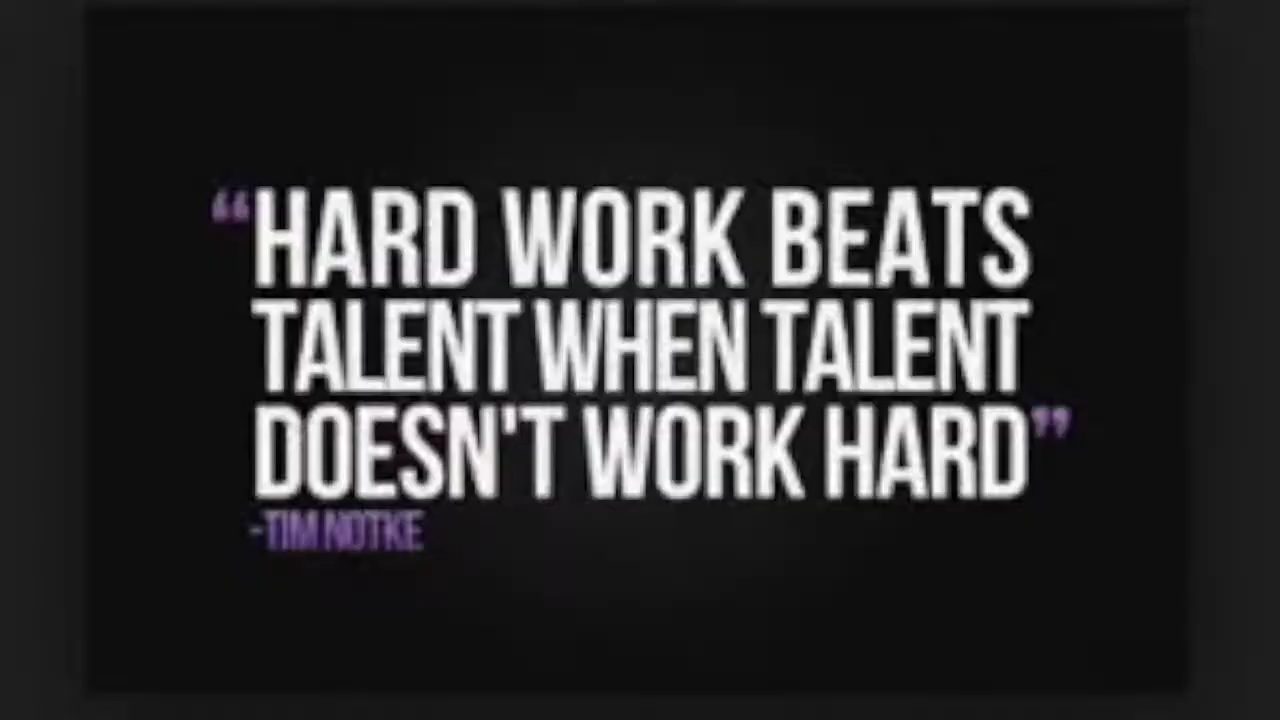 “HARD WORK BEATS
TALENT WHEN TALENT
DOESN'T WORK HARD”
-TIM NOTKE